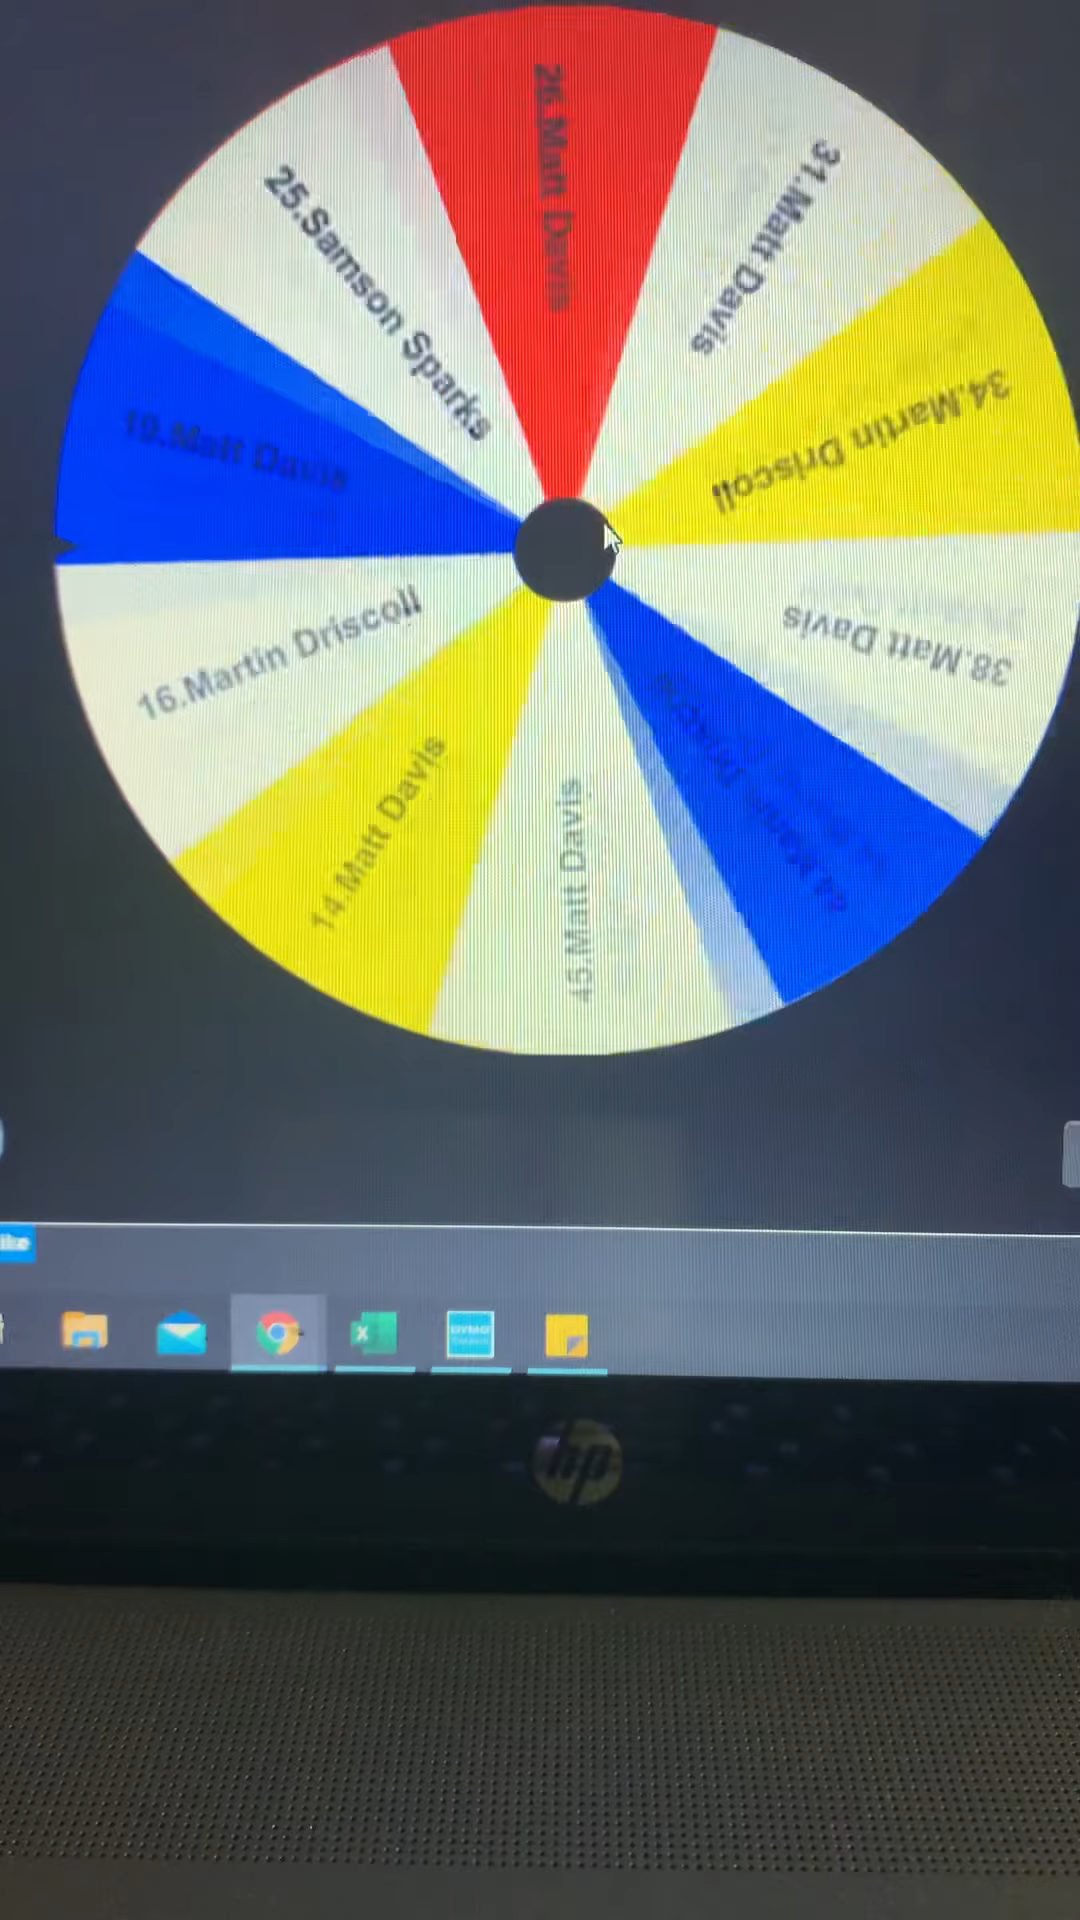 26.Matt Davis
31.Matt Davis
34.Martin Driscoll
38.Matt Davis
45.Matt Davis
14.Matt Davis
16.Martin Driscoll
19.Matt Davis
25.Samson Sparks
hp